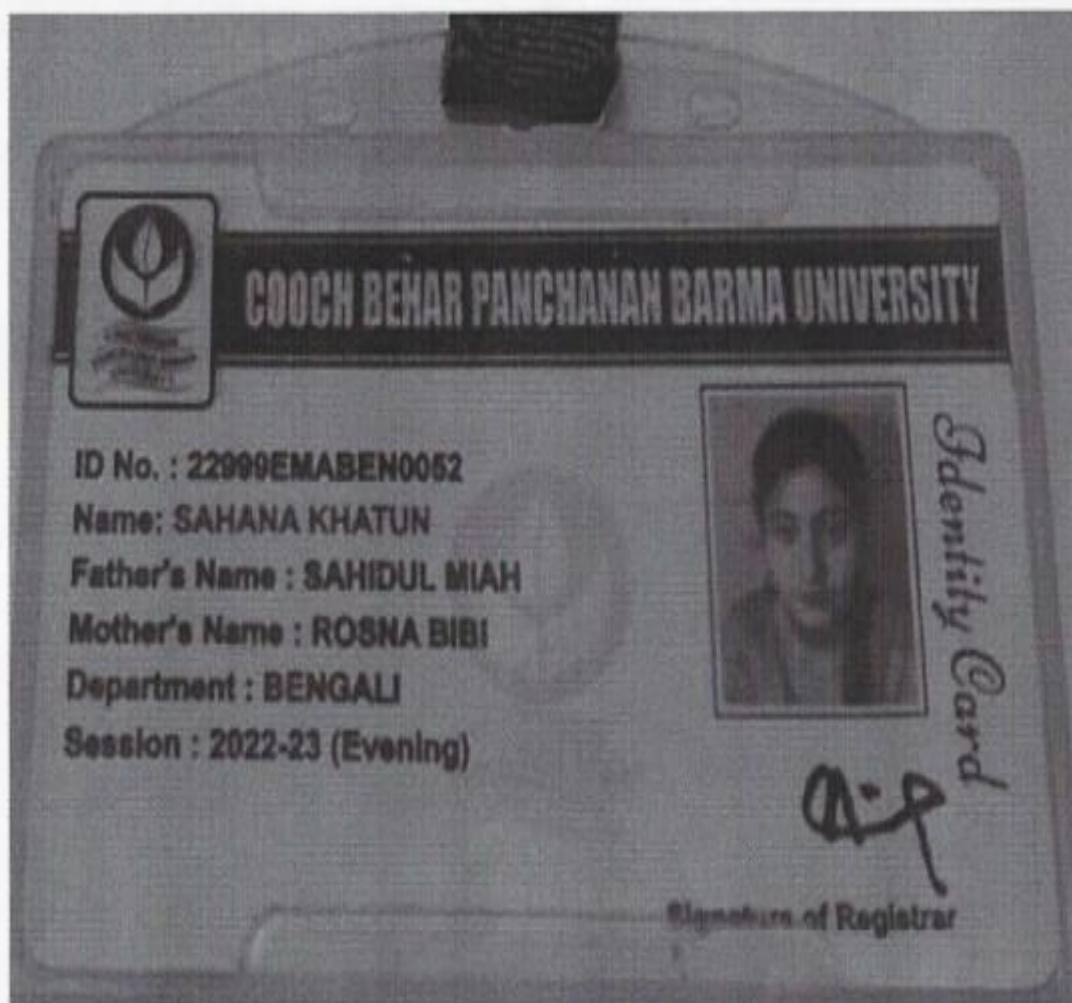 COOCH BEHAR PANCHANAN BARMA UNIVERSITY
ID No. : 22999EMABEN0052
Name: SAHANA KHATUN
Father's Name : SAHIDUL MIAH
Mother's Name : ROSNA BIBI
Department : BENGALI
Session : 2022-23 (Evening)
Identity Card
Signature of Registrar